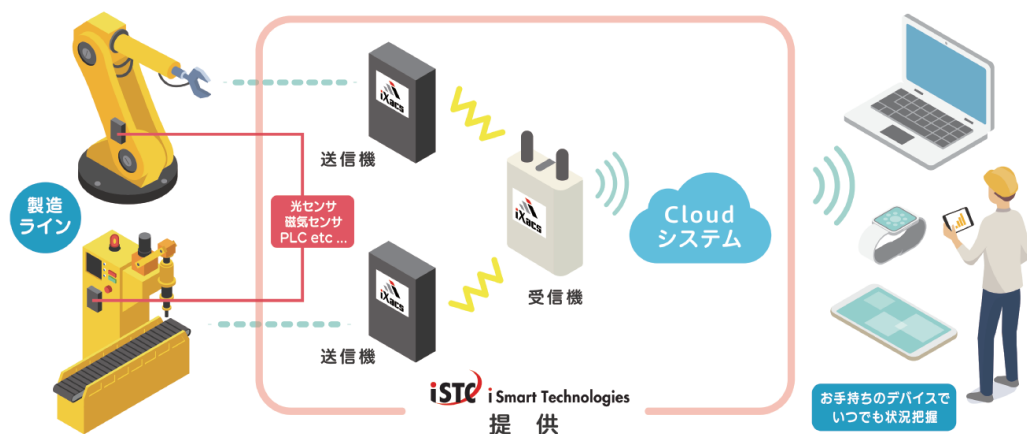 製造
ライン
光センサ
磁気センサ
PLC etc ...
iXacs
送信機
iXacs
送信機
iXacs
受信機
Cloud
システム
お手持ちのデバイスで
いつでも状況把握
iSTC i Smart Technologies
提 供